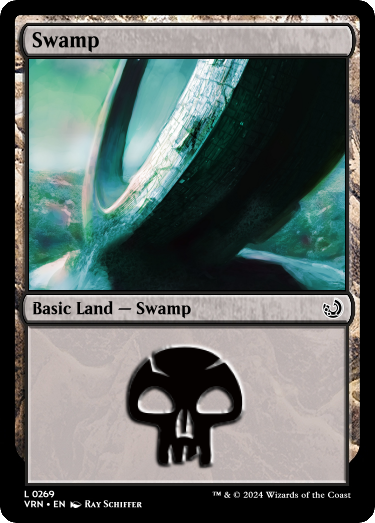 Swamp
Basic Land — Swamp
L 0269
VRN • EN Ray Schiffer
™ & © 2024 Wizards of the Coast